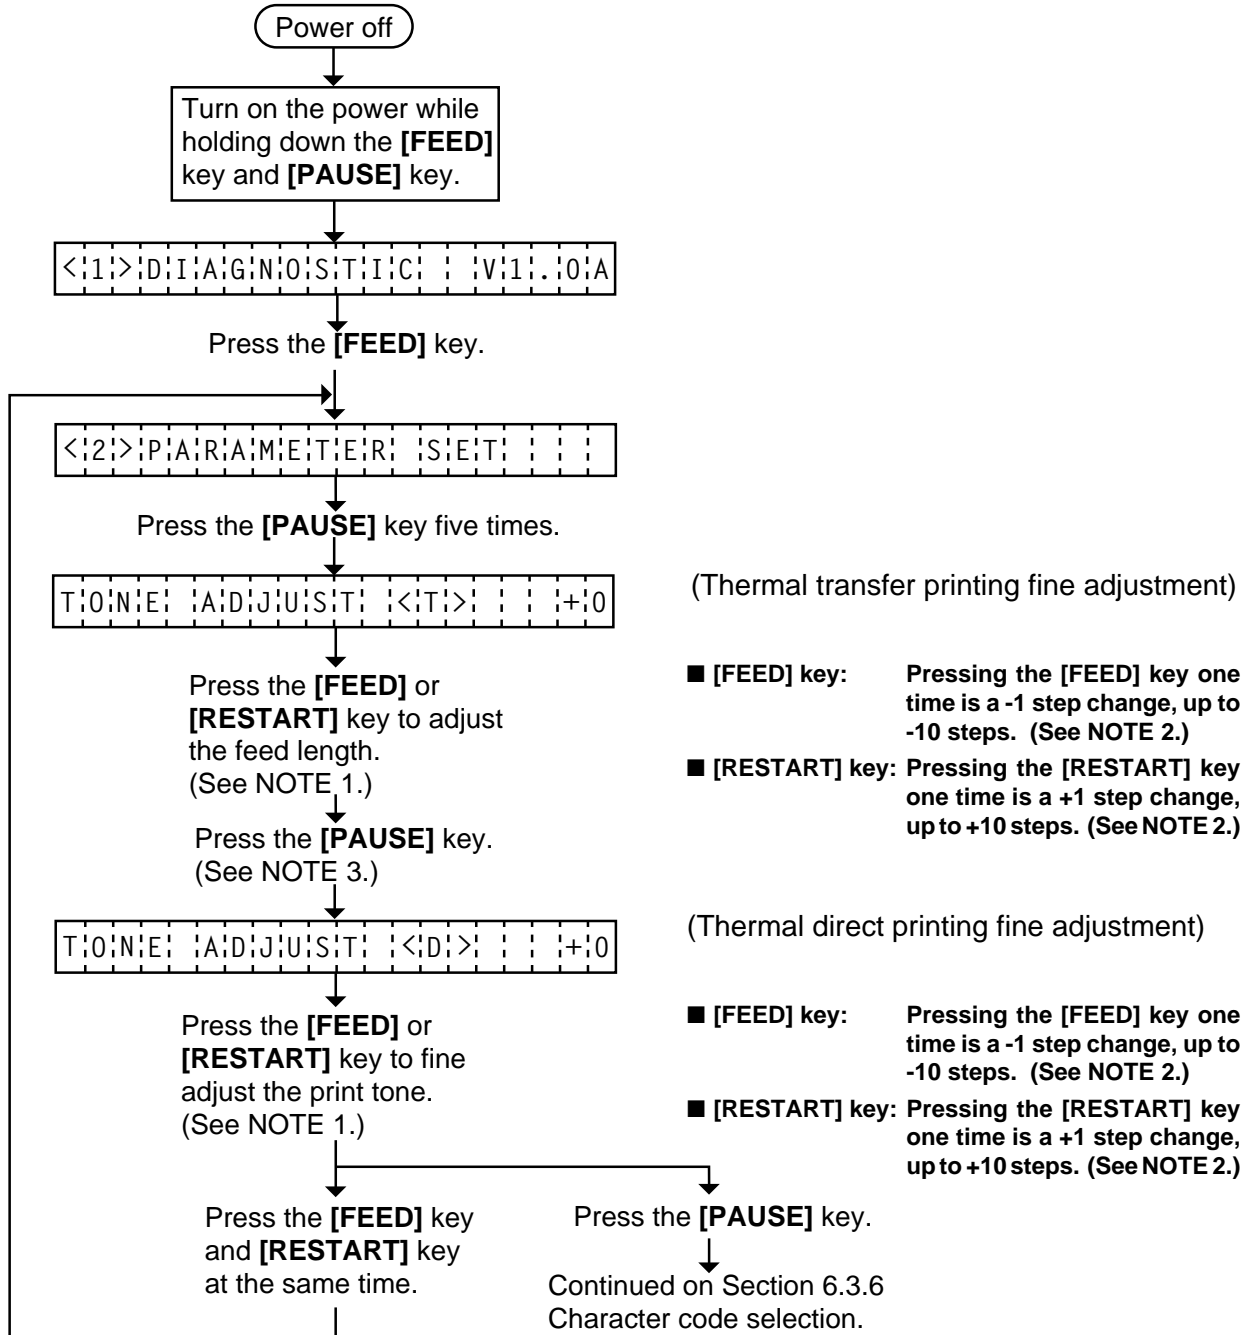 Power off
Turn on the power while
holding down the [FEED]
key and [PAUSE] key.
<1>DIAGNOSTIC  V1.0A
Press the [FEED] key.
<2>PARAMETER SET
Press the [PAUSE] key five times.
TONE ADJUST <T>   +0
(Thermal transfer printing fine adjustment)
Press the [FEED] or
[RESTART] key to adjust
the feed length.
(See NOTE 1.)
■ [FEED] key: Pressing the [FEED] key one
time is a -1 step change, up to
-10 steps. (See NOTE 2.)
■ [RESTART] key: Pressing the [RESTART] key
one time is a +1 step change,
up to +10 steps. (See NOTE 2.)
Press the [PAUSE] key.
(See NOTE 3.)
TONE ADJUST <D>   +0
(Thermal direct printing fine adjustment)
Press the [FEED] or
[RESTART] key to fine
adjust the print tone.
(See NOTE 1.)
■ [FEED] key: Pressing the [FEED] key one
time is a -1 step change, up to
-10 steps. (See NOTE 2.)
■ [RESTART] key: Pressing the [RESTART] key
one time is a +1 step change,
up to +10 steps. (See NOTE 2.)
Press the [FEED] key
and [RESTART] key
at the same time.
Press the [PAUSE] key.
Continued on Section 6.3.6
Character code selection.